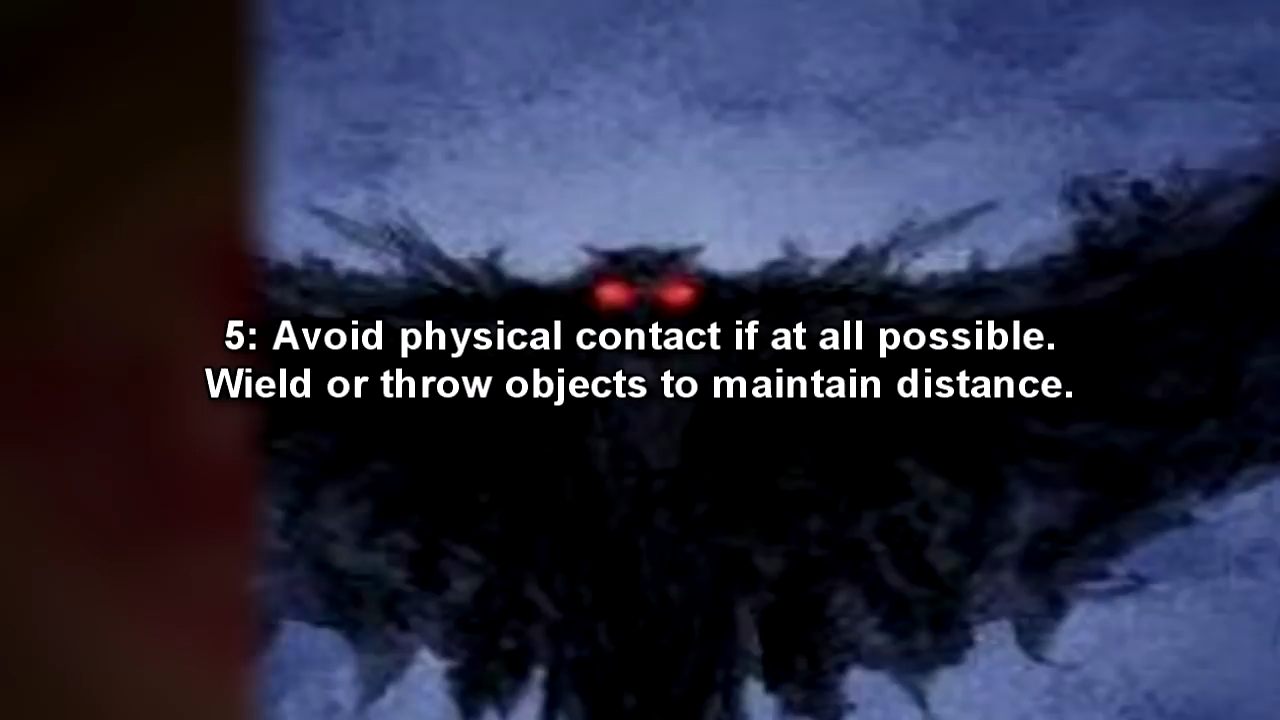 5: Avoid physical contact if at all possible.
Wield or throw objects to maintain distance.